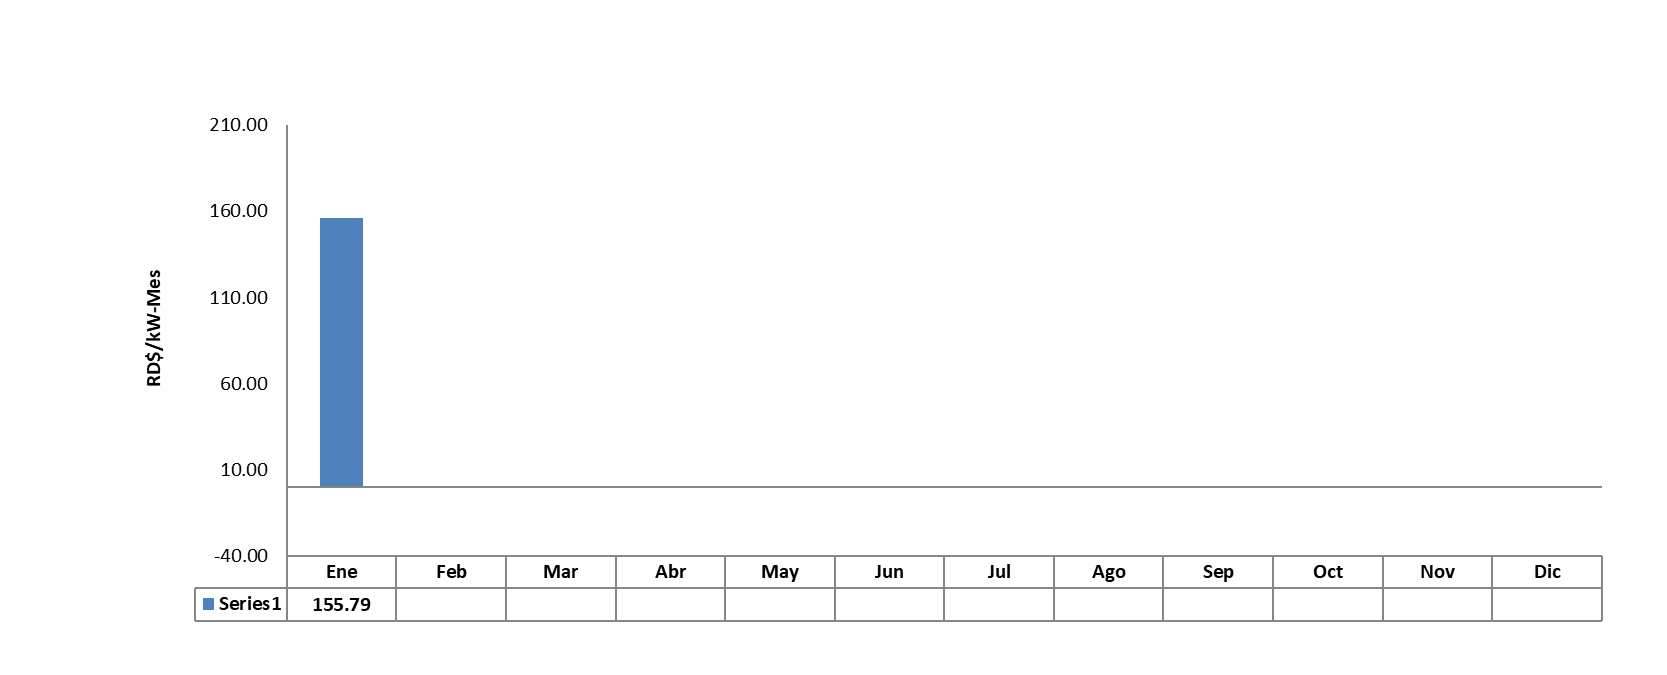 210.00
160.00
110.00
60.00
10.00
-40.00
RD$/kW-Mes
Ene Feb Mar Abr May Jun Jul Ago Sep Oct Nov Dic
Series1 155.79